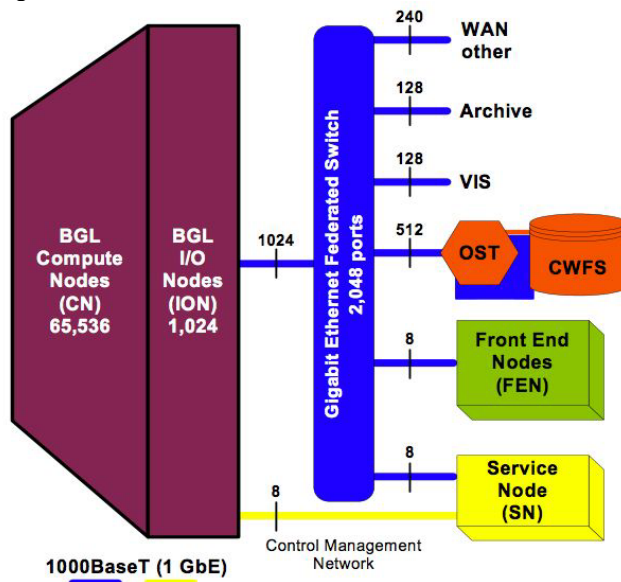 240
WAN
other
128
Archive
128
VIS
BGL
Compute
Nodes
(CN)
65,536
BGL
I/O
Nodes
(ION)
1,024
1024
Gigabit Ethernet Federated Switch
2,048 ports
512
OST
CWFS
8
Front End
Nodes
(FEN)
8
Service
Node
(SN)
8
Control Management
Network
1000BaseT (1 GbE)